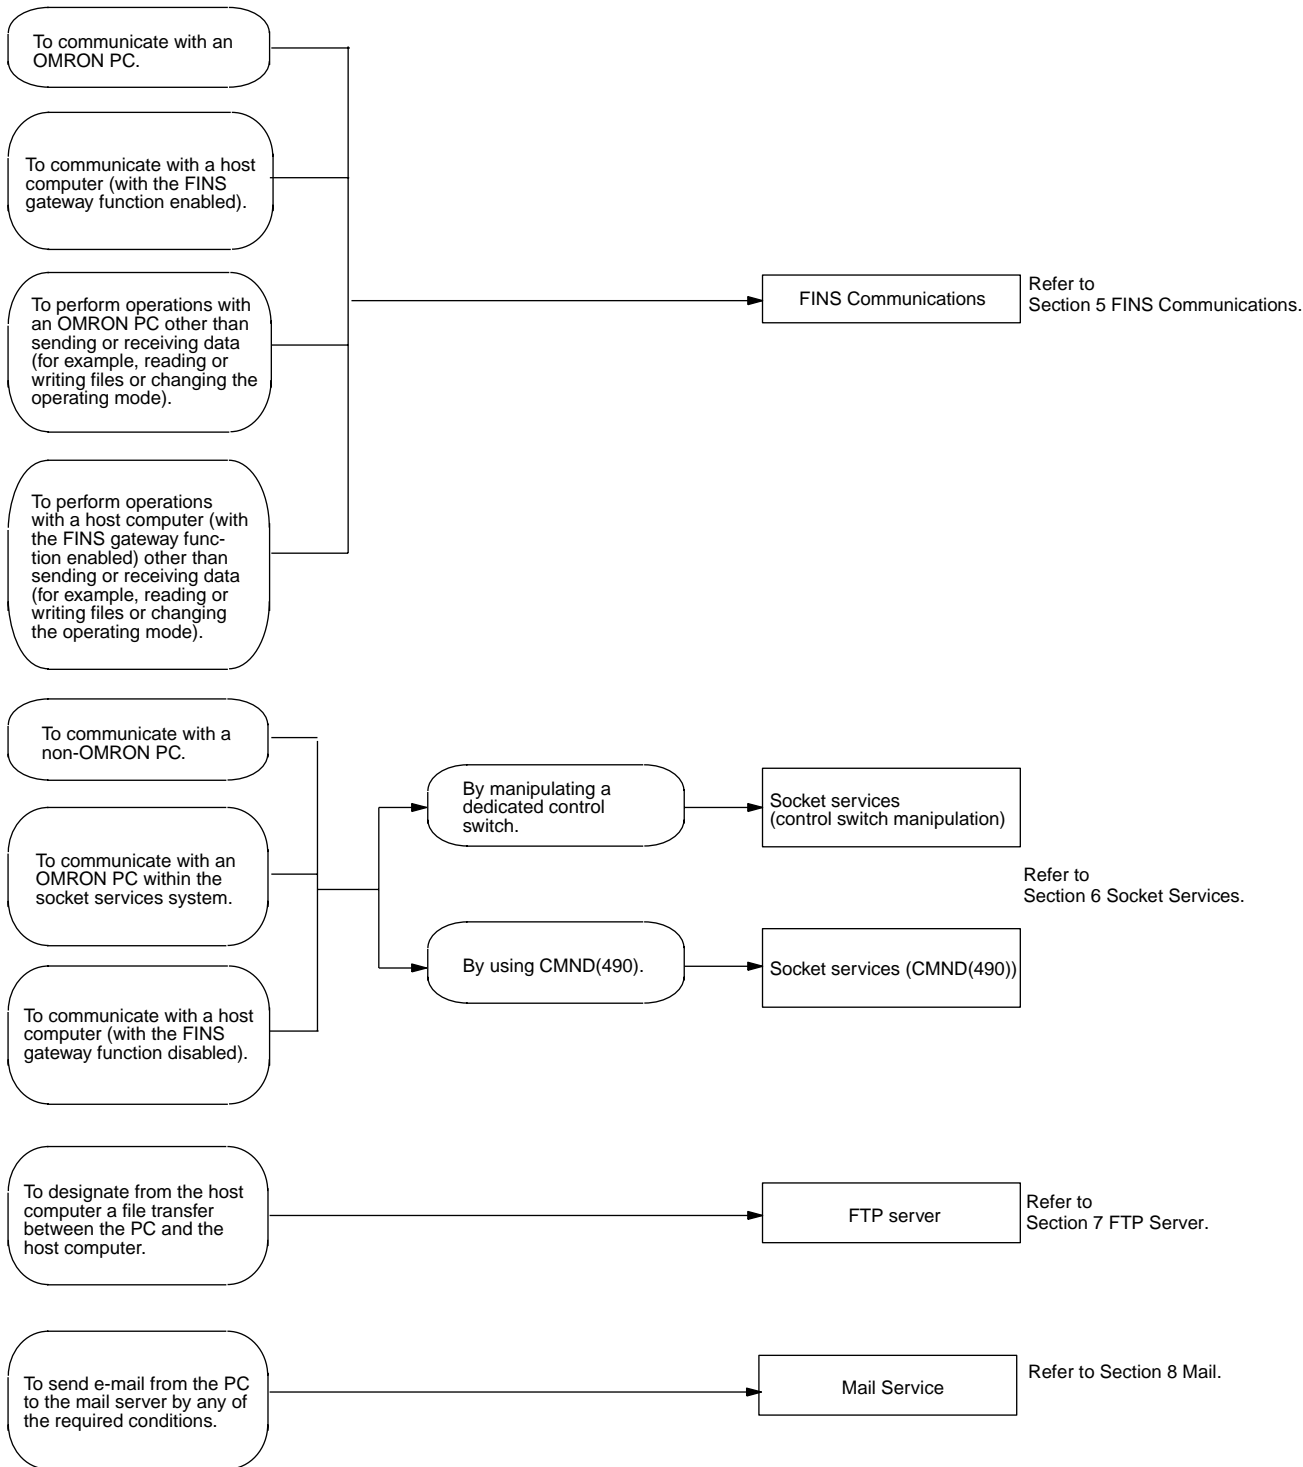 To communicate with an
OMRON PC.
To communicate with a host
computer (with the FINS
gateway function enabled).
To perform operations with
an OMRON PC other than
sending or receiving data
(for example, reading or
writing files or changing the
operating mode).
FINS Communications
Refer to
Section 5 FINS Communications.
To perform operations
with a host computer (with
the FINS gateway func-
tion enabled) other than
sending or receiving data
(for example, reading or
writing files or changing
the operating mode).
To communicate with a
non-OMRON PC.
To communicate with an
OMRON PC within the
socket services system.
To communicate with a host
computer (with the FINS
gateway function disabled).
By manipulating a
dedicated control
switch.
Socket services
(control switch manipulation)
By using CMND(490).
Socket services (CMND(490))
Refer to
Section 6 Socket Services.
To designate from the host
computer a file transfer
between the PC and the
host computer.
FTP server
Refer to
Section 7 FTP Server.
To send e-mail from the PC
to the mail server by any of
the required conditions.
Mail Service
Refer to Section 8 Mail.